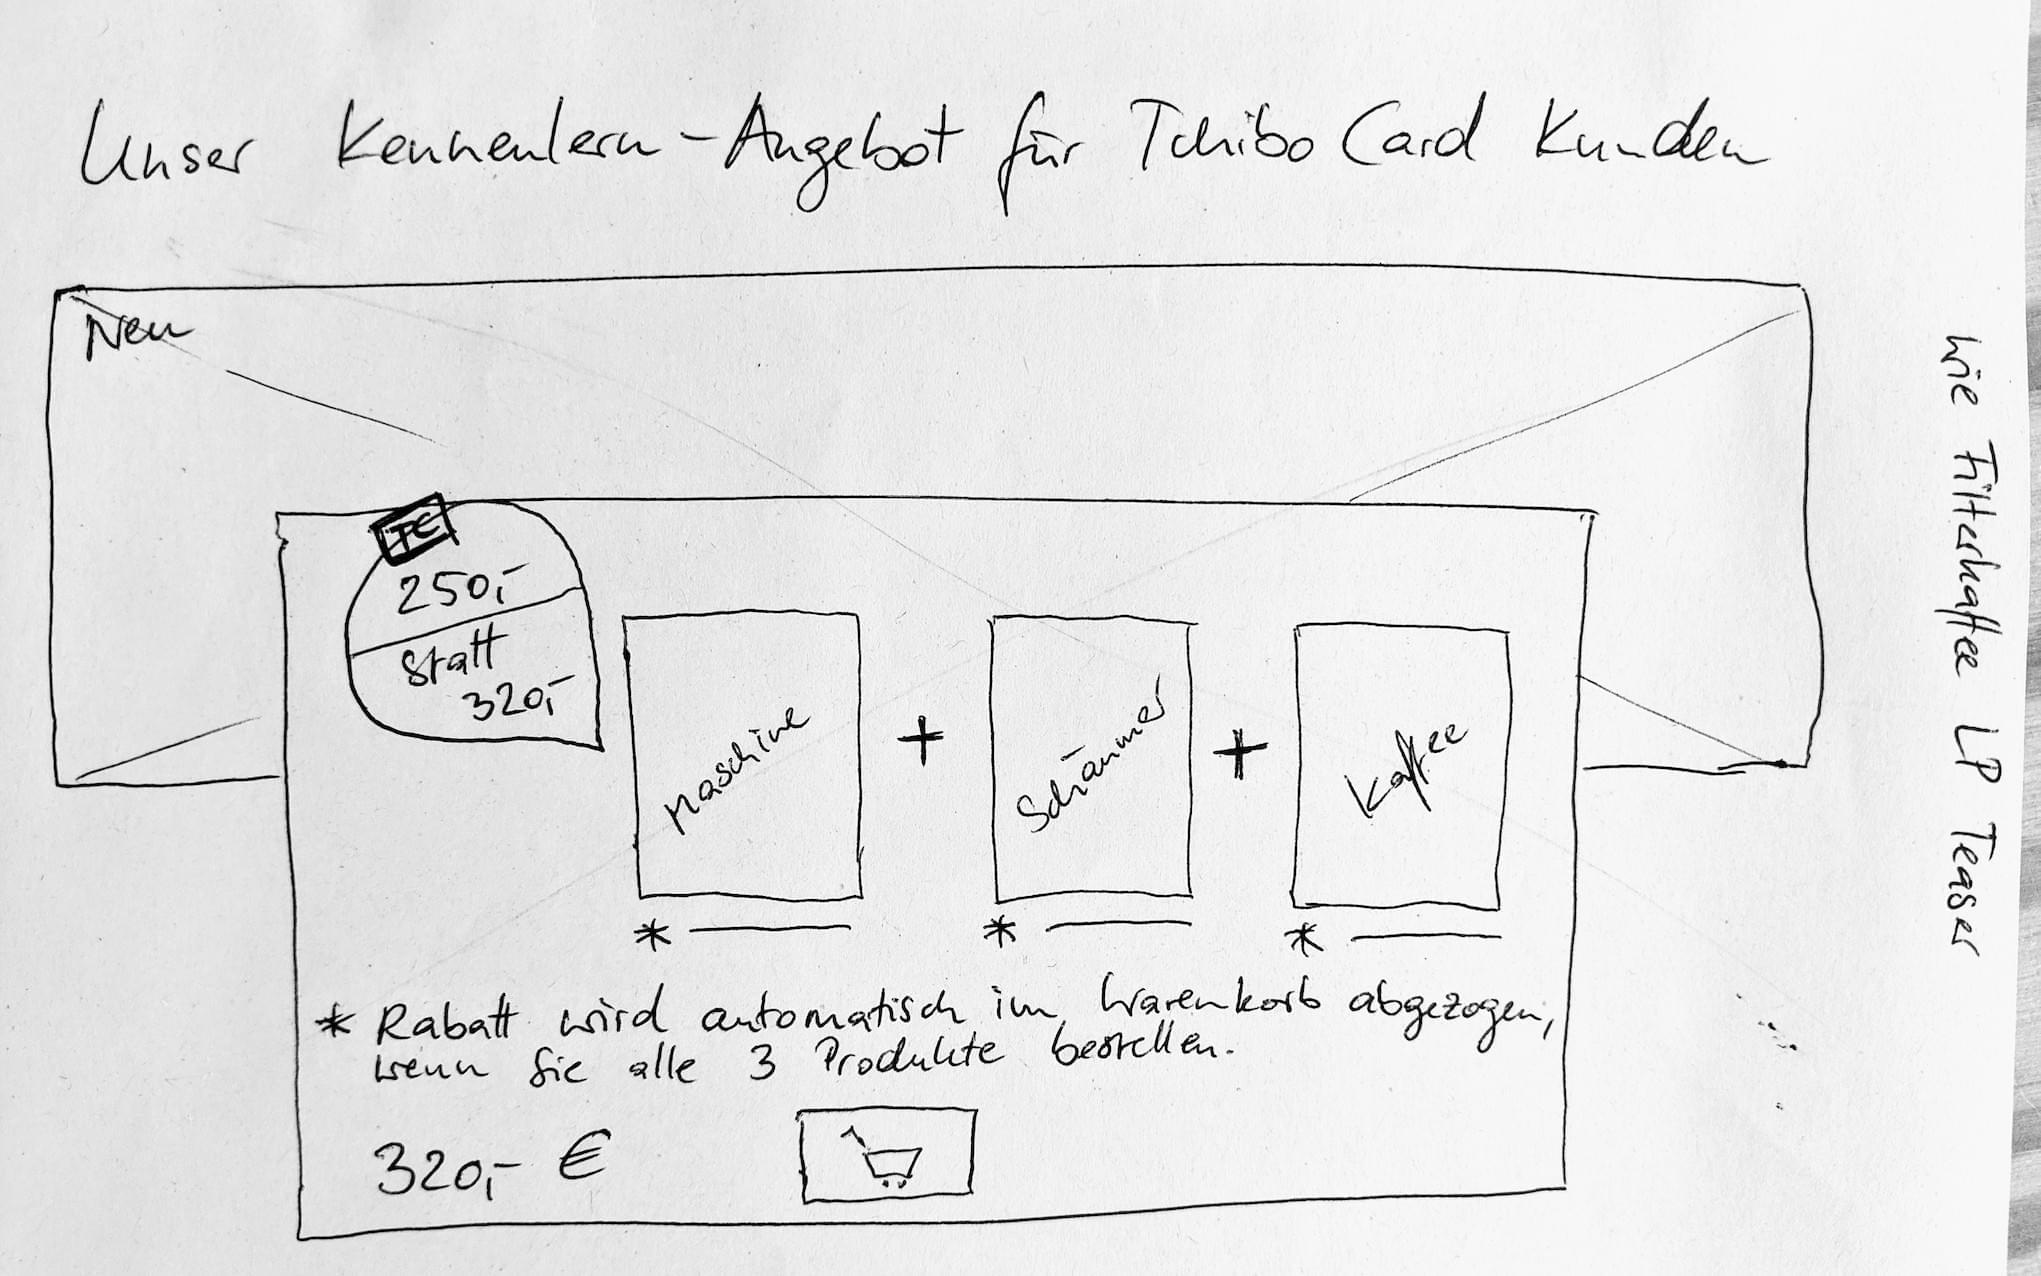 Unser Kennenlern-Angebot für Tchibo Card Kunden
Neu
TC
250,-
statt
320,-
Maschine
+
Schäumer
+
Kaffee
*
*
*
* Rabatt wird automatisch im Warenkorb abgezogen,
wenn Sie alle 3 Produkte bestellen.
320,- €
wie Filterkaffee LP Teaser